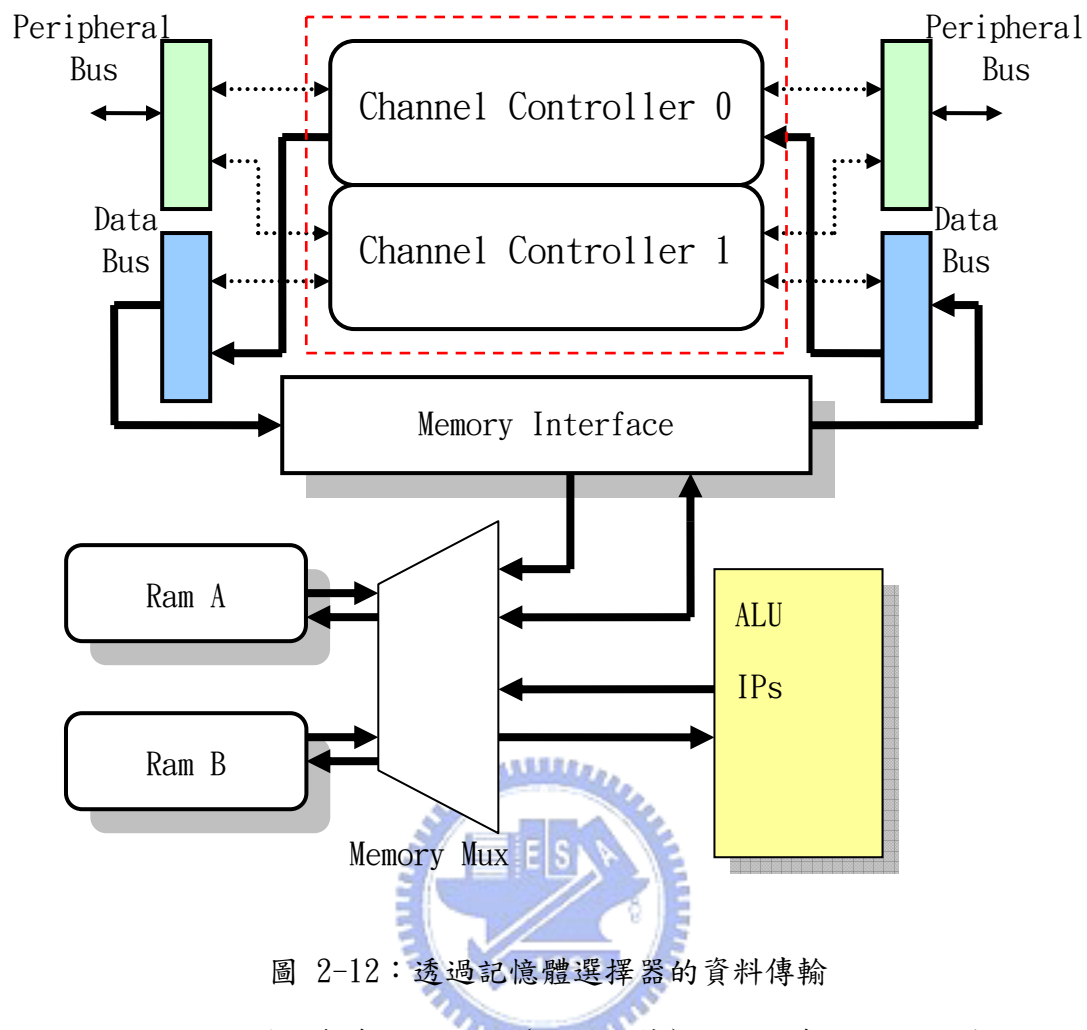 Peripheral
Bus
Peripheral
Bus
Channel Controller 0
Data
Bus
Data
Bus
Channel Controller 1
Memory Interface
Ram A
ALU
IPs
Ram B
Memory Mux
ESA
圖 2-12：透過記憶體選擇器的資料傳輸